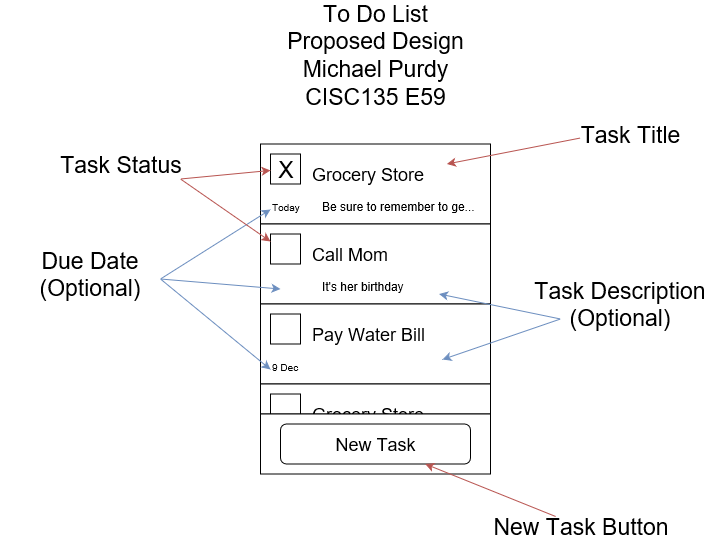 To Do List
Proposed Design
Michael Purdy
CISC135 E59
Task Title
Task Status
X
Grocery Store
Today
Be sure to remember to ge...
Call Mom
Due Date
(Optional)
It's her birthday
Task Description
(Optional)
Pay Water Bill
9 Dec
Grocery Store
New Task
New Task Button